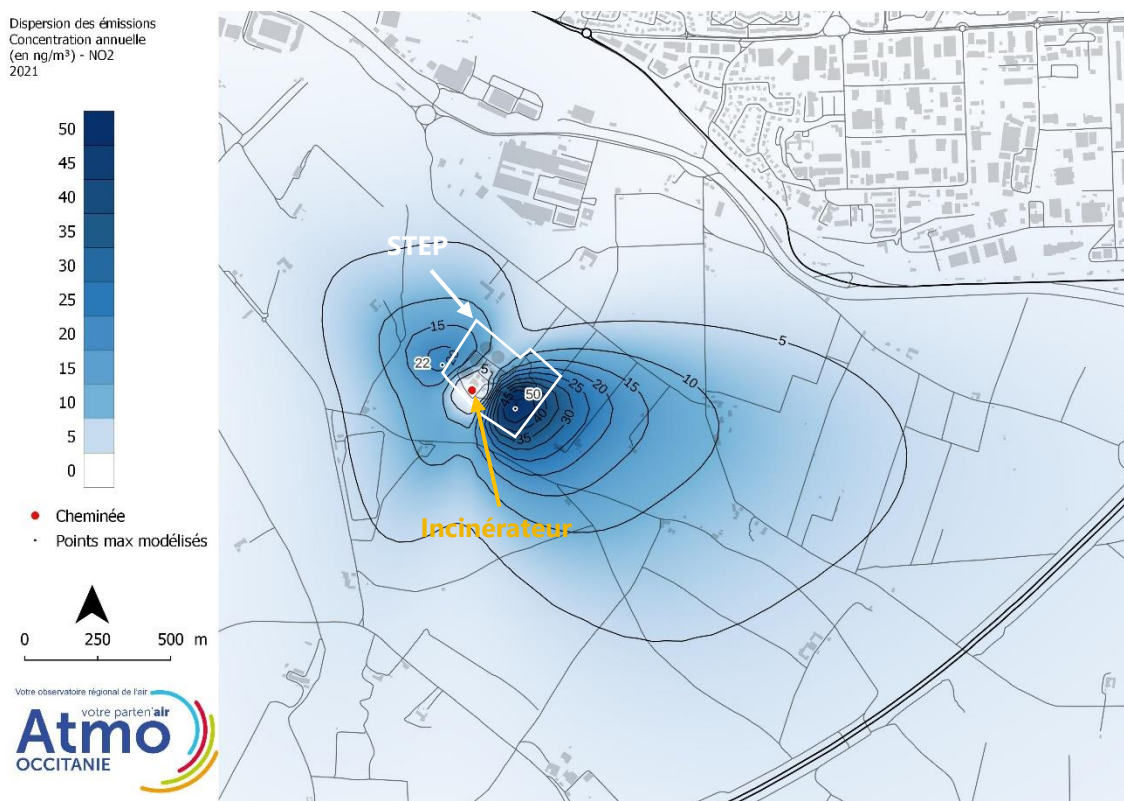 Dispersion des émissions
Concentration annuelle
(en ng/m³) - NO2
2021
50
45
40
35
30
25
20
15
10
5
0
Cheminée
Points max modélisés
0 250 500 m
Votre observatoire régional de l'air
votre parten'air
Atmo
OCCITANIE
STEP
15
22
5
5
10
15
20
25
50
45
40
30
35
Incinérateur